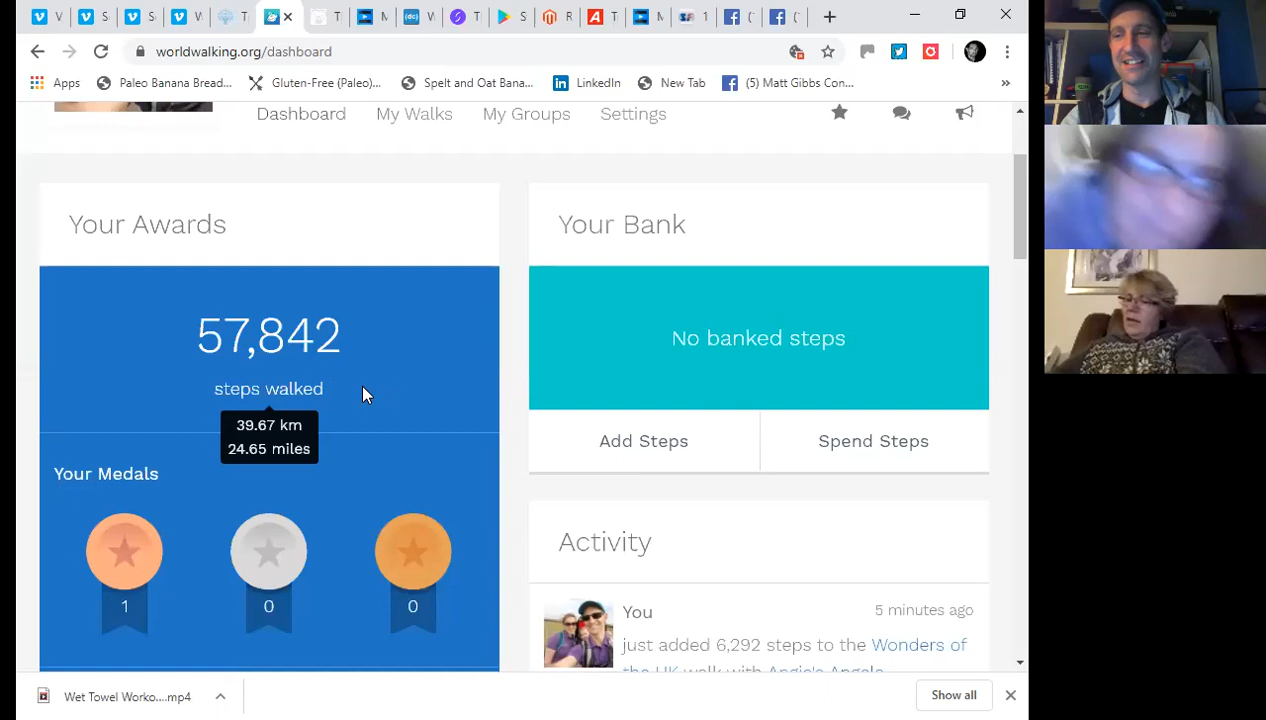 worldwalking.org/dashboard
Apps
Paleo Banana Bread...
Gluten-Free (Paleo)...
Spelt and Oat Bana...
LinkedIn
New Tab
(5) Matt Gibbs Con...
»
Dashboard
My Walks
My Groups
Settings
Your Awards
57,842
steps walked
39.67 km
24.65 miles
Your Medals
1
0
0
Your Bank
No banked steps
Add Steps
Spend Steps
Activity
You
5 minutes ago
just added 6,292 steps to the Wonders of
the UK walk with Angie's Angels
Wet Towel Worko....mp4
Show all